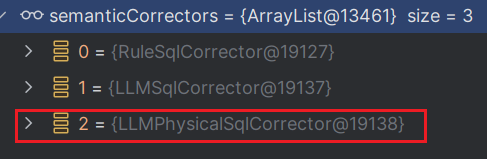 semanticCorrectors = {ArrayList@13461} size = 3
0 = {RuleSqlCorrector@19127}
1 = {LLMSqlCorrector@19137}
2 = {LLMPhysicalSqlCorrector@19138}